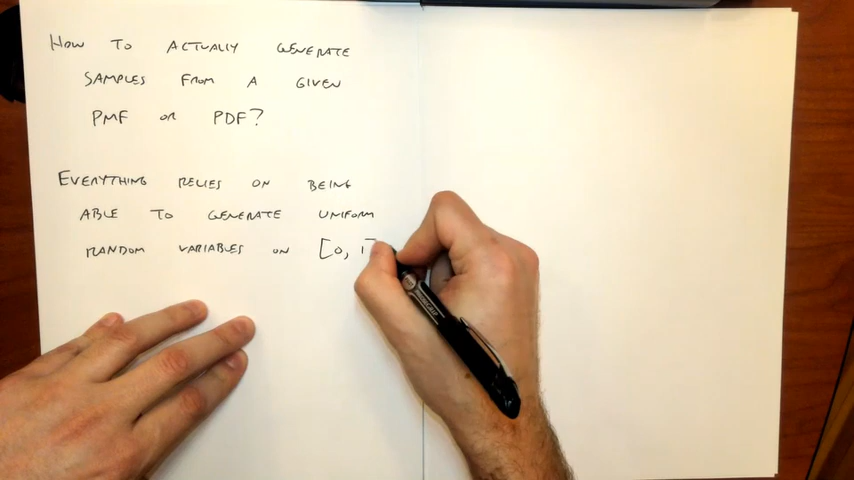 HOW TO ACTUALLY GENERATE
SAMPLES FROM A GIVEN
PMF OR PDF?
EVERYTHING RELIES ON BEING
ABLE TO GENERATE UNIFORM
RANDOM VARIABLES ON [0, 1]